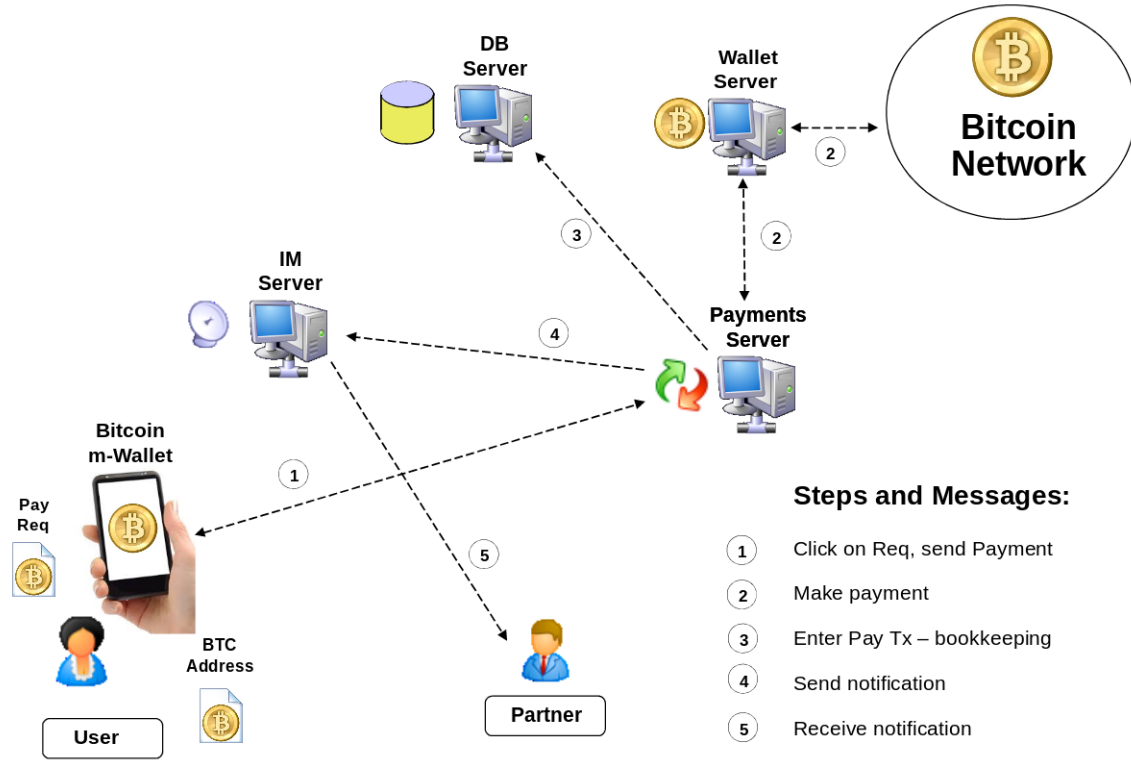 DB
Server
Wallet
Server
Bitcoin
Network
2
2
3
IM
Server
Payments
Server
4
Bitcoin
m-Wallet
1
Pay
Req
5
BTC
Address
User
Partner
Steps and Messages:
1 Click on Req, send Payment
2 Make payment
3 Enter Pay Tx – bookkeeping
4 Send notification
5 Receive notification